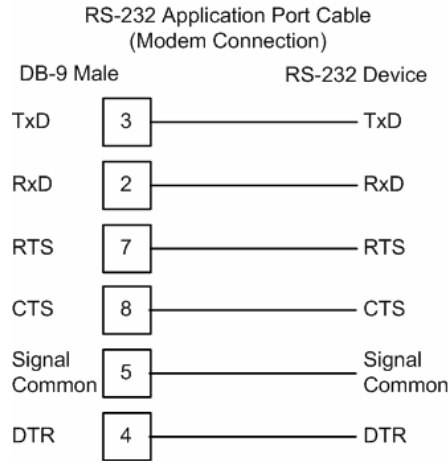 RS-232 Application Port Cable
(Modem Connection)
DB-9 Male RS-232 Device
TxD 3 TxD
RxD 2 RxD
RTS 7 RTS
CTS 8 CTS
Signal Common 5 Signal Common
DTR 4 DTR